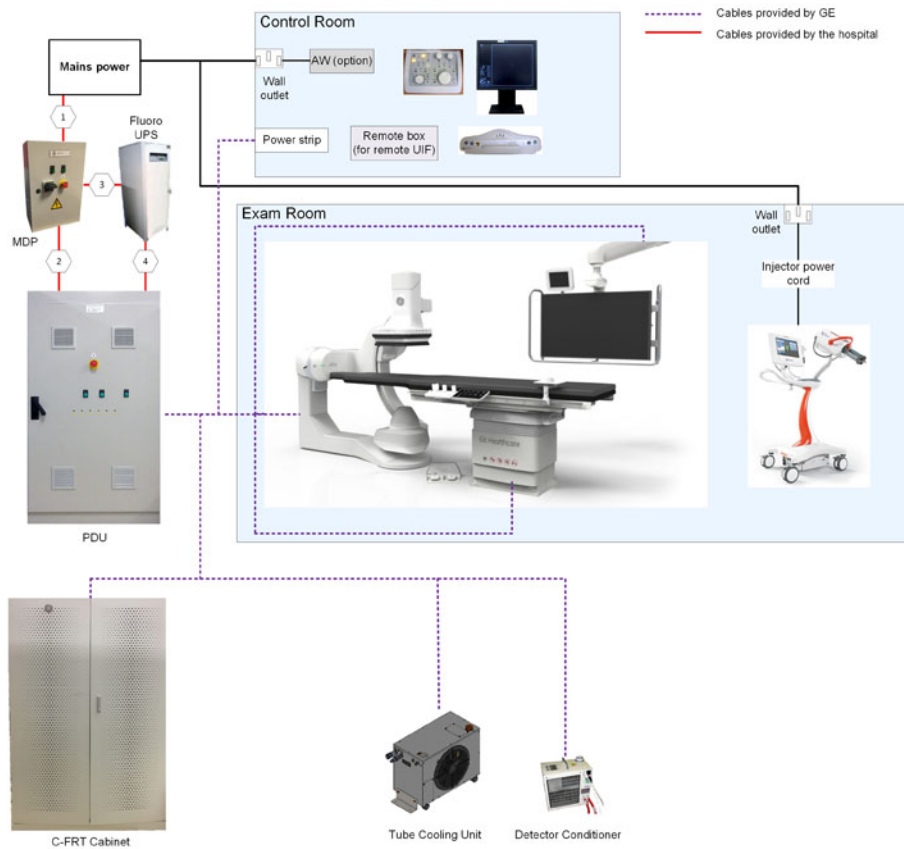 Cables provided by GE
Cables provided by the hospital
Control Room
Mains power
Wall
outlet
AW (option)
1
Fluoro
UPS
Power strip
Remote box
(for remote UIF)
3
MDP
2
4
Exam Room
Wall
outlet
Injector power
cord
GE Healthcare
PDU
C-FRT Cabinet
Tube Cooling Unit
Detector Conditioner